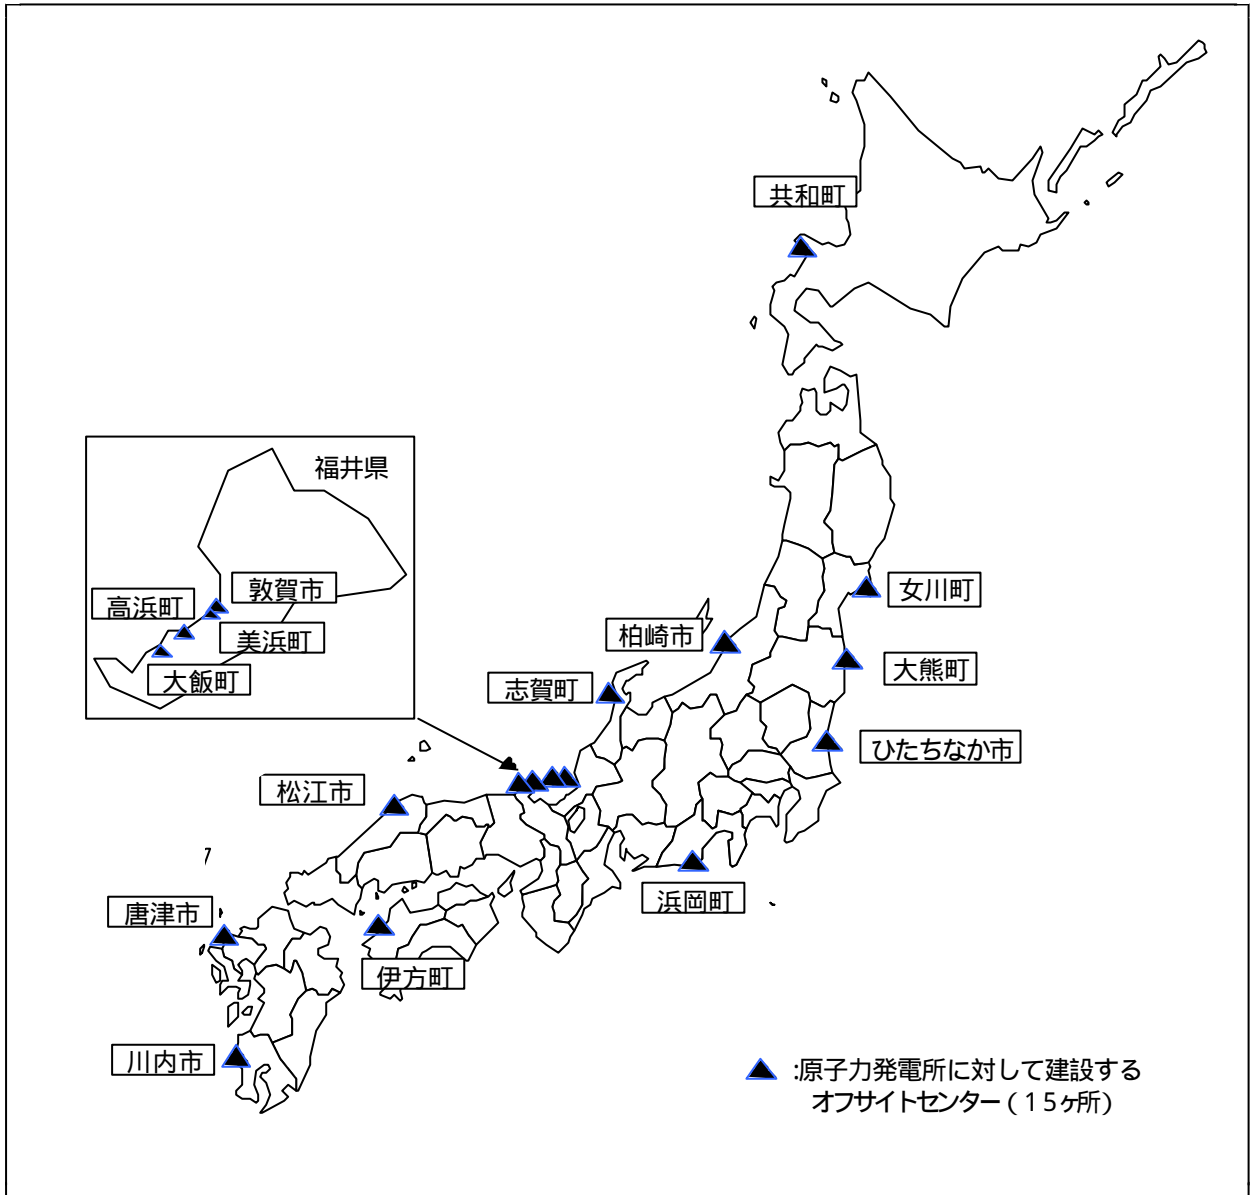 共和町
福井県
敦賀市
高浜町
美浜町
大飯町
女川町
柏崎市
大熊町
志賀町
ひたちなか市
松江市
浜岡町
唐津市
伊方町
川内市
:原子力発電所に対して建設する
オフサイトセンター(15ヶ所)